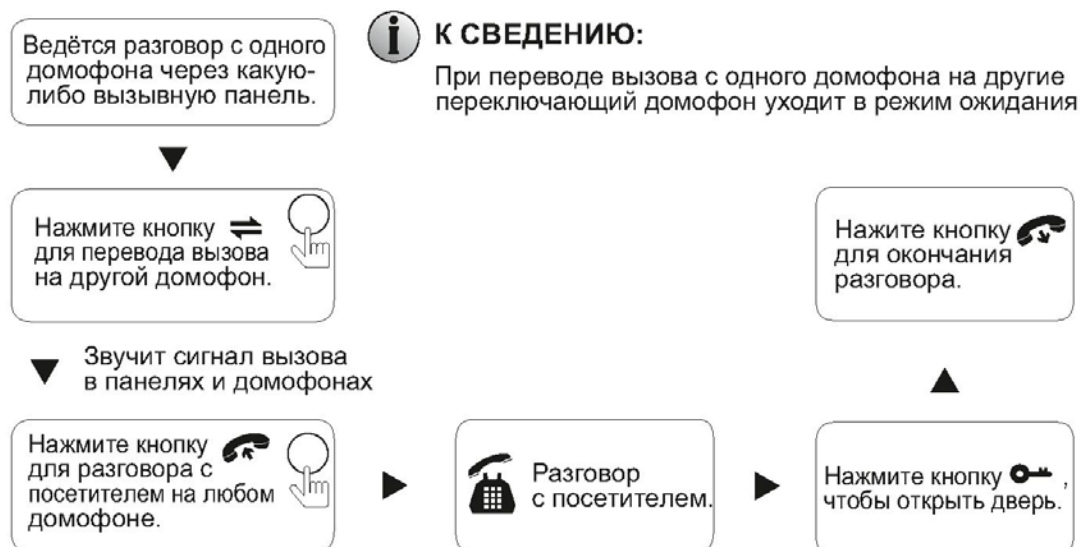 Ведётся разговор с одного
домофона через какую-
либо вызывную панель.
К СВЕДЕНИЮ:
При переводе вызова с одного домофона на другие
переключающий домофон уходит в режим ожидания
Нажмите кнопку
для перевода вызова
на другой домофон.
Звучит сигнал вызова
в панелях и домофонах
Нажмите кнопку
для разговора с
посетителем на любом
домофоне.
Разговор
с посетителем.
Нажмите кнопку ,
чтобы открыть дверь.
Нажите кнопку
для окончания
разговора.